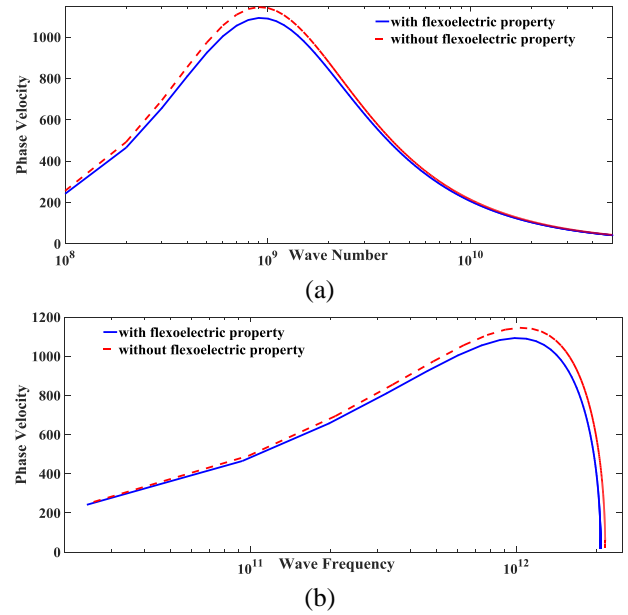 1000
800
600
400
200
0
Phase Velocity
with flexoelectric property
without flexoelectric property
10^8
10^9
10^10
Wave Number
(a)
1200
1000
800
600
400
200
0
Phase Velocity
with flexoelectric property
without flexoelectric property
10^11
10^12
Wave Frequency
(b)